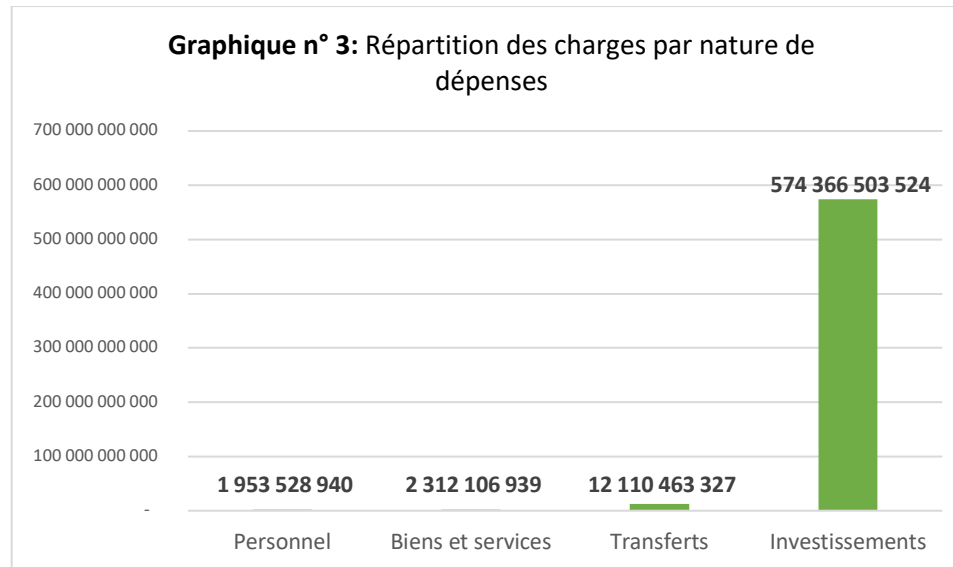 Graphique n° 3: Répartition des charges par nature de
dépenses
700 000 000 000
600 000 000 000
500 000 000 000
400 000 000 000
300 000 000 000
200 000 000 000
100 000 000 000
-
1 953 528 940
2 312 106 939
12 110 463 327
574 366 503 524
Personnel
Biens et services
Transferts
Investissements